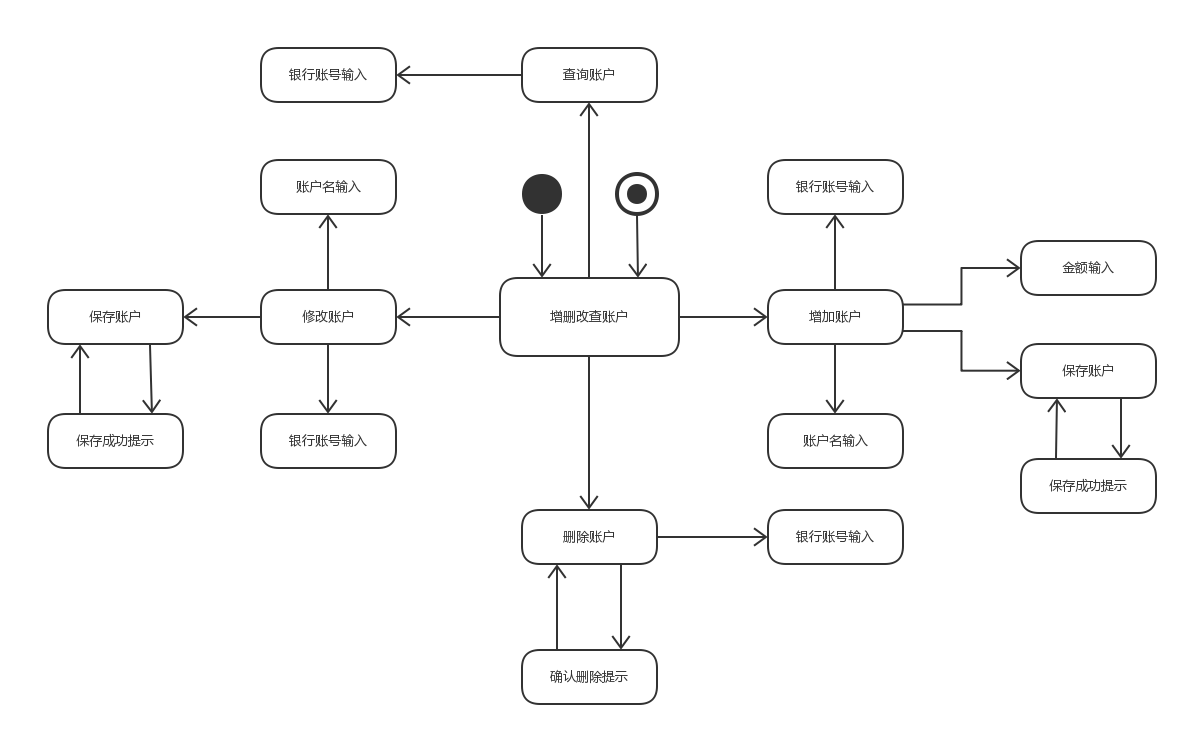 银行账号输入
查询账户
账户名输入
银行账号输入
金额输入
保存账户
修改账户
增删改查账户
增加账户
保存账户
保存成功提示
银行账号输入
账户名输入
保存成功提示
删除账户
银行账号输入
确认删除提示